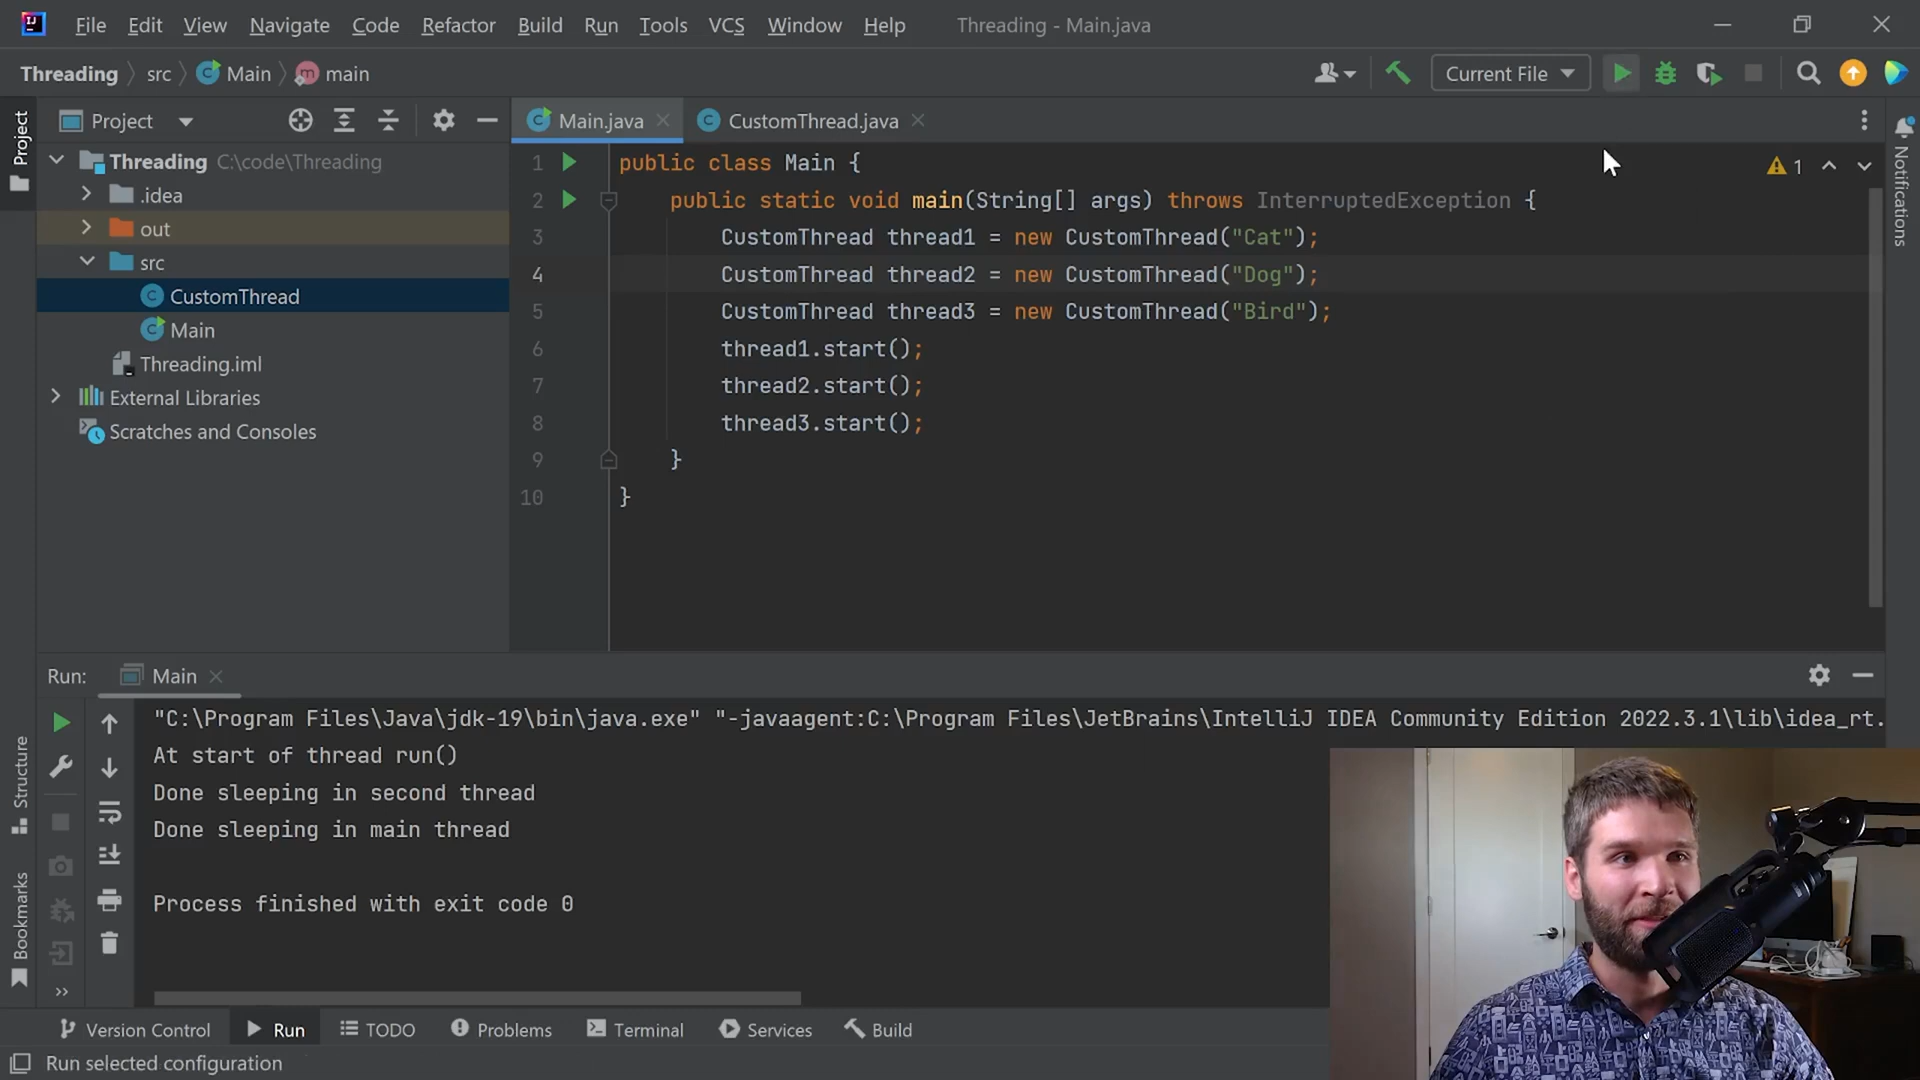 File Edit View Navigate Code Refactor Build Run Tools VCS Window Help Threading - Main.java
Threading src Main main Current File
Project Main.java CustomThread.java
Project
Threading C:\code\Threading
.idea
out
src
CustomThread
Main
Threading.iml
External Libraries
Scratches and Consoles
1 public class Main {
2 public static void main(String[] args) throws InterruptedException {
3 CustomThread thread1 = new CustomThread("Cat");
4 CustomThread thread2 = new CustomThread("Dog");
5 CustomThread thread3 = new CustomThread("Bird");
6 thread1.start();
7 thread2.start();
8 thread3.start();
9 }
10 }
1
Notifications
Run: Main
"C:\Program Files\Java\jdk-19\bin\java.exe" "-javaagent:C:\Program Files\JetBrains\IntelliJ IDEA Community Edition 2022.3.1\lib\idea_rt.
At start of thread run()
Done sleeping in second thread
Done sleeping in main thread
Process finished with exit code 0
Structure
Bookmarks
Version Control Run TODO Problems Terminal Services Build
Run selected configuration